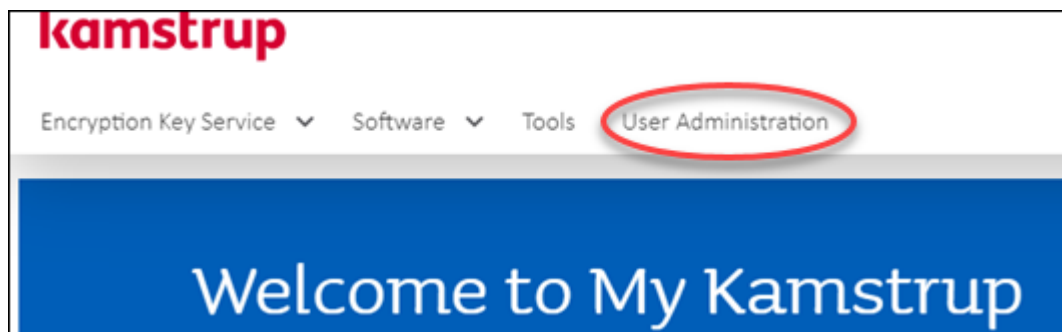 kamstrup
Encryption Key Service Software Tools User Administration
Welcome to My Kamstrup